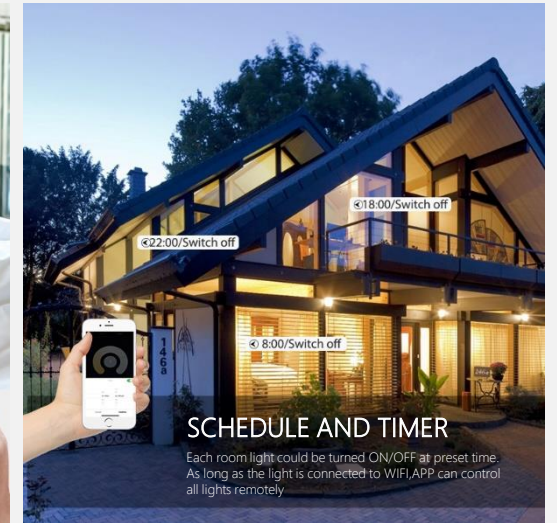 18:00/Switch off
22:00/Switch off
8:00/Switch off
146a
SCHEDULE AND TIMER
Each room light could be turned ON/OFF at preset time.
As long as the light is connected to WIFI,APP can control
all lights remotely